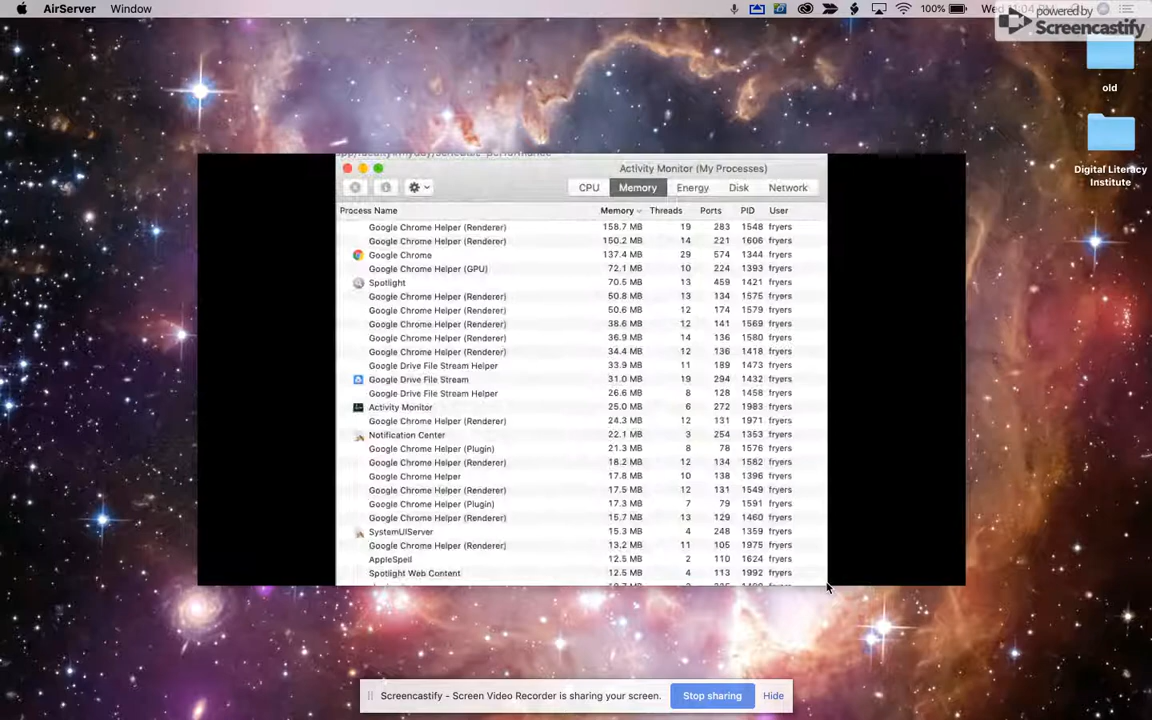 AirServer Window 100% Wed 11:04
powered by
Screencastify
old
Digital Literacy
Institute
Activity Monitor (My Processes)
CPU Memory Energy Disk Network
Process Name Memory Threads Ports PID User
Google Chrome Helper (Renderer) 158.7 MB 19 283 1548 fryers
Google Chrome Helper (Renderer) 150.2 MB 14 221 1606 fryers
Google Chrome 137.4 MB 29 574 1344 fryers
Google Chrome Helper (GPU) 72.1 MB 10 224 1393 fryers
Spotlight 70.5 MB 13 459 1421 fryers
Google Chrome Helper (Renderer) 50.8 MB 13 134 1575 fryers
Google Chrome Helper (Renderer) 50.6 MB 12 174 1579 fryers
Google Chrome Helper (Renderer) 38.6 MB 12 141 1569 fryers
Google Chrome Helper (Renderer) 36.9 MB 14 136 1580 fryers
Google Chrome Helper (Renderer) 34.4 MB 12 136 1418 fryers
Google Drive File Stream Helper 33.9 MB 11 189 1473 fryers
Google Drive File Stream 31.0 MB 19 294 1432 fryers
Google Drive File Stream Helper 26.6 MB 8 128 1458 fryers
Activity Monitor 25.0 MB 6 272 1983 fryers
Google Chrome Helper (Renderer) 24.3 MB 12 131 1971 fryers
Notification Center 22.1 MB 3 254 1353 fryers
Google Chrome Helper (Plugin) 21.3 MB 8 78 1576 fryers
Google Chrome Helper (Renderer) 18.2 MB 12 134 1582 fryers
Google Chrome Helper 17.8 MB 10 138 1396 fryers
Google Chrome Helper (Renderer) 17.5 MB 12 131 1549 fryers
Google Chrome Helper (Plugin) 17.3 MB 7 79 1591 fryers
Google Chrome Helper (Renderer) 15.7 MB 13 129 1460 fryers
SystemUIServer 15.3 MB 4 248 1359 fryers
Google Chrome Helper (Renderer) 13.2 MB 11 105 1975 fryers
AppleSpell 12.5 MB 2 110 1624 fryers
Spotlight Web Content 12.5 MB 4 113 1992 fryers
Screencastify - Screen Video Recorder is sharing your screen. Stop sharing Hide